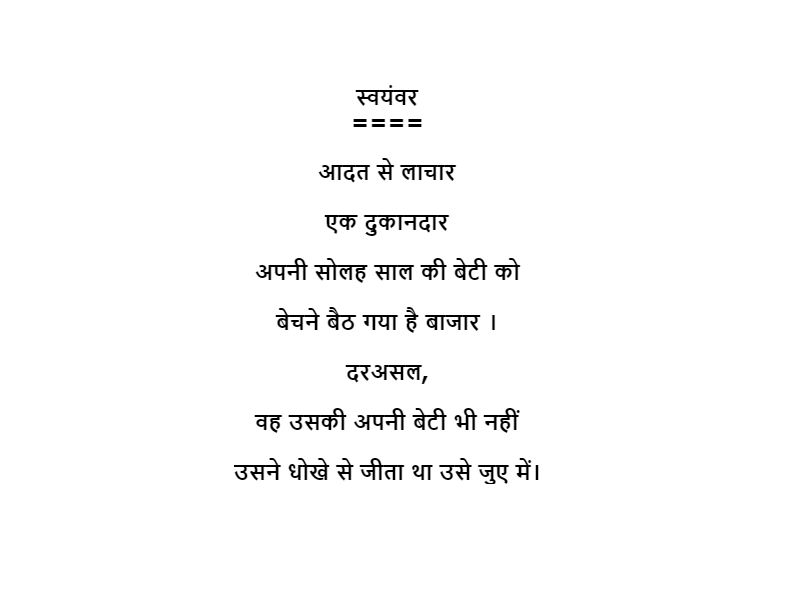 स्वयंवर
====
आदत से लाचार
एक दुकानदार
अपनी सोलह साल की बेटी को
बेचने बैठ गया है बाजार ।
दरअसल,
वह उसकी अपनी बेटी भी नहीं
उसने धोखे से जीता था उसे जुए में।